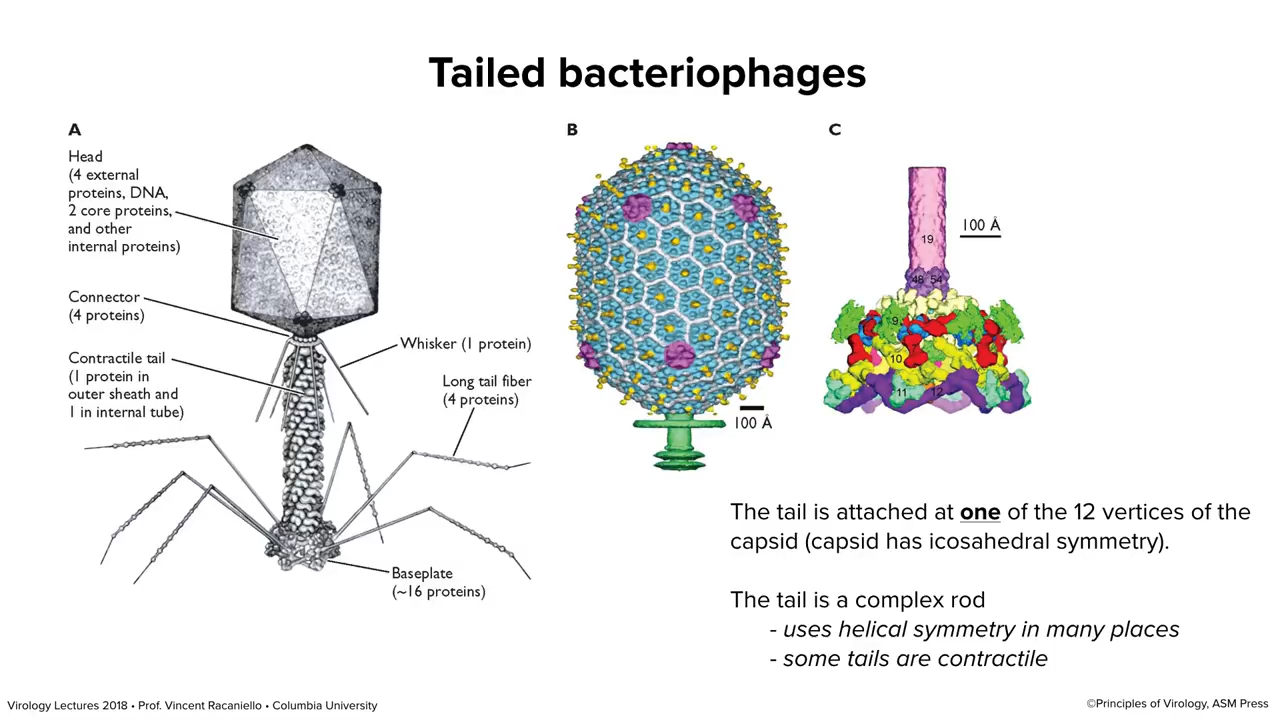 Tailed bacteriophages
A
Head
(4 external
proteins, DNA,
2 core proteins,
and other
internal proteins)
Connector
(4 proteins)
Contractile tail
(1 protein in
outer sheath and
1 in internal tube)
Whisker (1 protein)
Long tail fiber
(4 proteins)
Baseplate
(~16 proteins)
B
100 Å
C
19
100 Å
48 54
9
10
11
12
The tail is attached at one of the 12 vertices of the
capsid (capsid has icosahedral symmetry).
The tail is a complex rod
- uses helical symmetry in many places
- some tails are contractile
Virology Lectures 2018 • Prof. Vincent Racaniello • Columbia University
©Principles of Virology, ASM Press